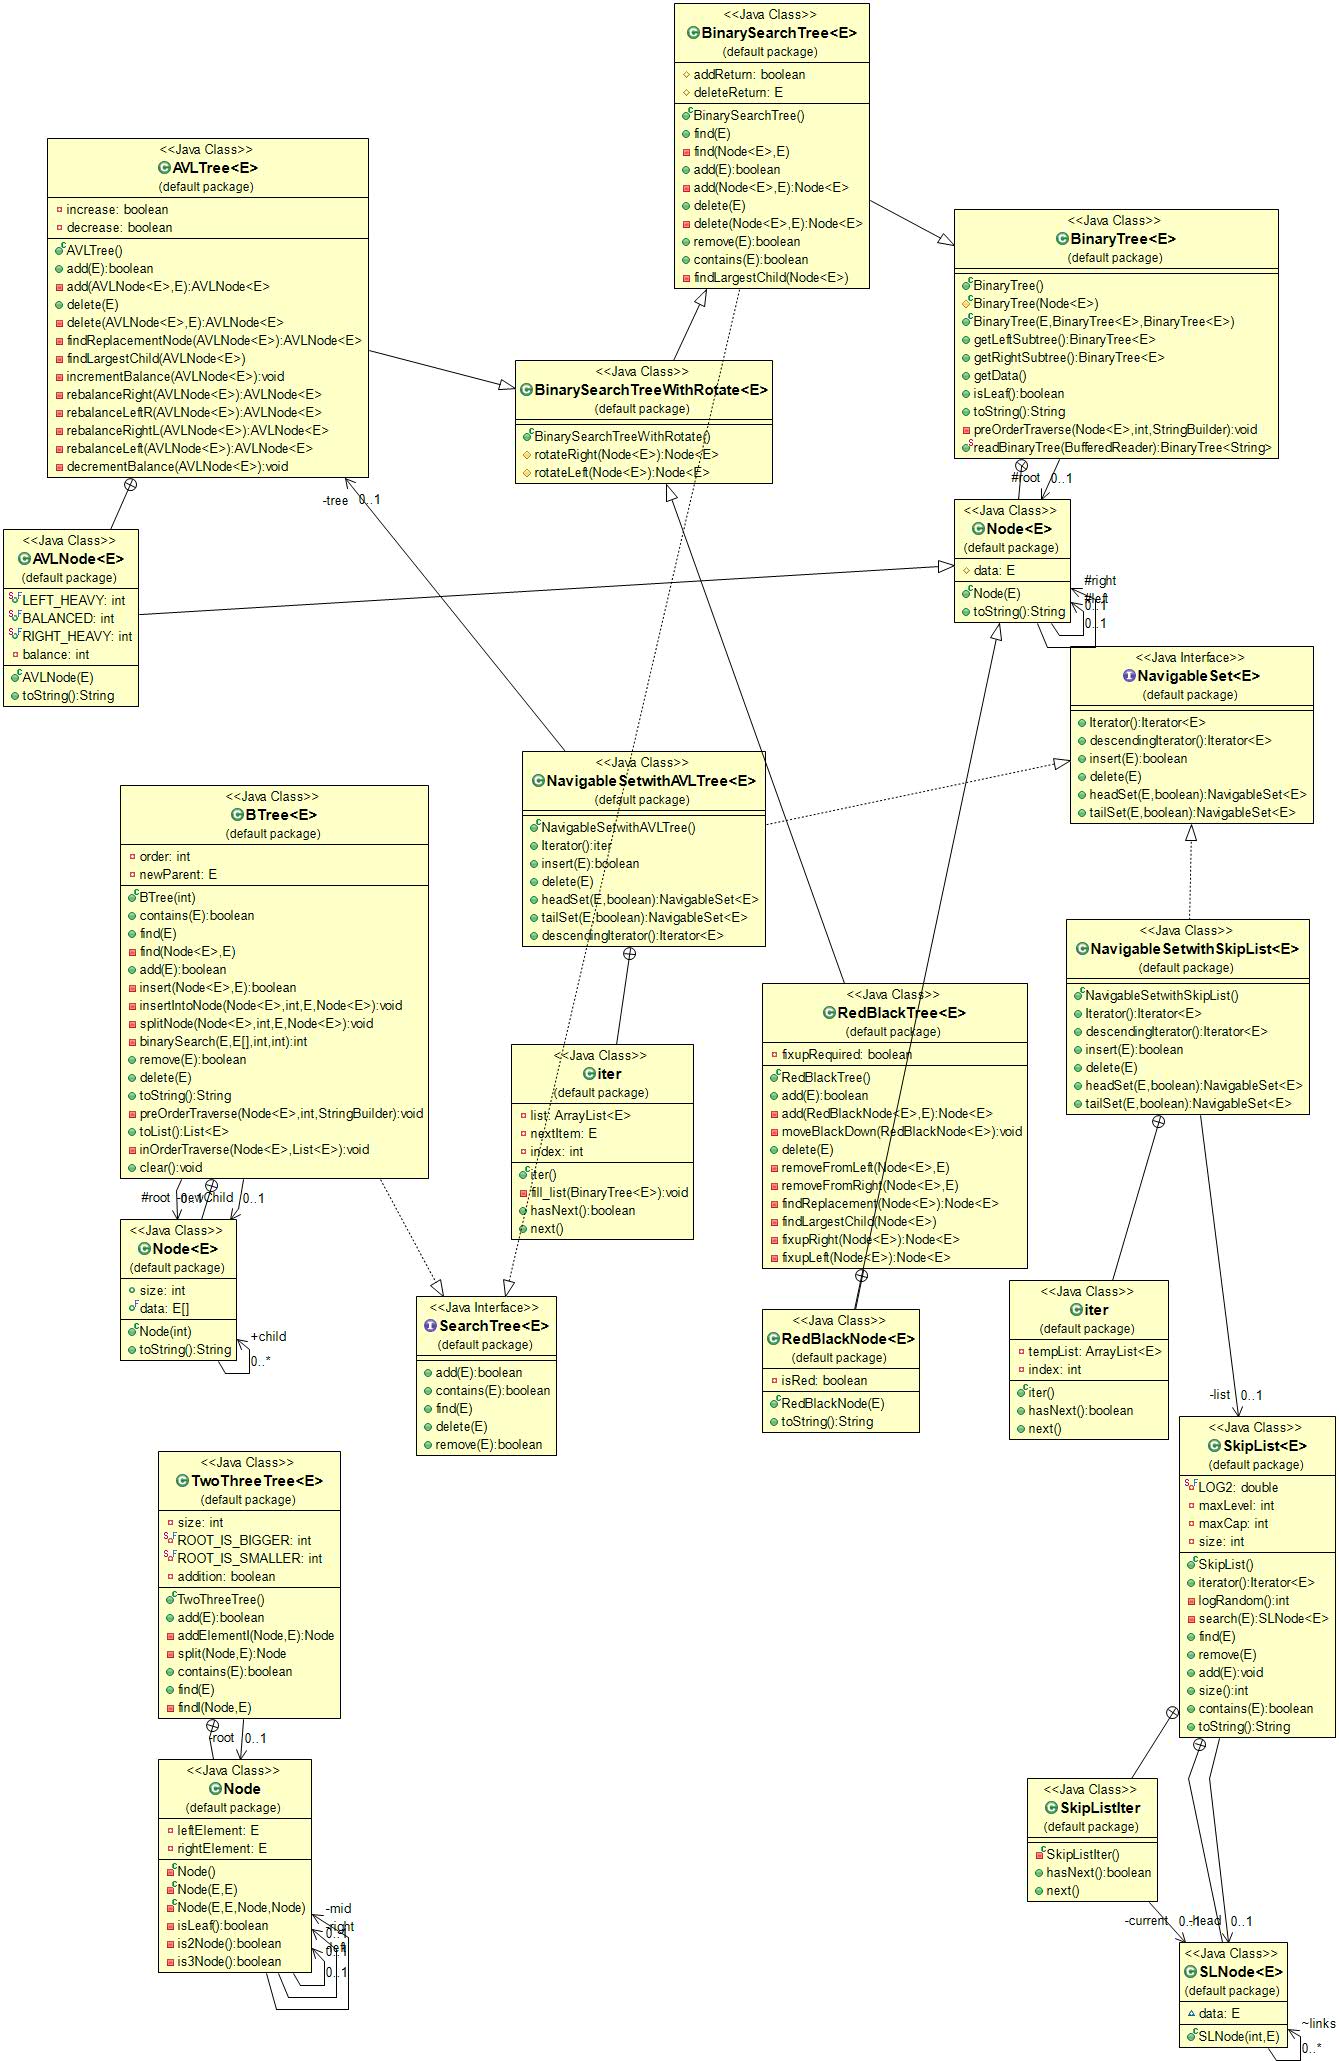 <<Java Class>>
BinarySearchTree<E>
(default package)
addReturn: boolean
deleteReturn: E
BinarySearchTree()
find(E)
find(Node<E>,E)
add(E):boolean
add(Node<E>,E):Node<E>
delete(E)
delete(Node<E>,E):Node<E>
remove(E):boolean
contains(E):boolean
findLargestChild(Node<E>)
<<Java Class>>
AVLTree<E>
(default package)
increase: boolean
decrease: boolean
AVLTree()
add(E):boolean
add(AVLNode<E>,E):AVLNode<E>
delete(E)
delete(AVLNode<E>,E):AVLNode<E>
findReplacementNode(AVLNode<E>):AVLNode<E>
findLargestChild(AVLNode<E>)
incrementBalance(AVLNode<E>):void
rebalanceRight(AVLNode<E>):AVLNode<E>
rebalanceLeftR(AVLNode<E>):AVLNode<E>
rebalanceRightL(AVLNode<E>):AVLNode<E>
rebalanceLeft(AVLNode<E>):AVLNode<E>
decrementBalance(AVLNode<E>):void
<<Java Class>>
BinaryTree<E>
(default package)
BinaryTree()
BinaryTree(Node<E>)
BinaryTree(E,BinaryTree<E>,BinaryTree<E>)
getLeftSubtree():BinaryTree<E>
getRightSubtree():BinaryTree<E>
getData()
isLeaf():boolean
toString():String
preOrderTraverse(Node<E>,int,StringBuilder):void
readBinaryTree(BufferedReader):BinaryTree<String>
<<Java Class>>
BinarySearchTreeWithRotate<E>
(default package)
BinarySearchTreeWithRotate()
rotateRight(Node<E>):Node<E>
rotateLeft(Node<E>):Node<E>
#root 0..1
-tree 0..1
<<Java Class>>
Node<E>
(default package)
data: E
Node(E)
toString():String
#right
#left
0..1
0..1
<<Java Class>>
AVLNode<E>
(default package)
LEFT_HEAVY: int
BALANCED: int
RIGHT_HEAVY: int
balance: int
AVLNode(E)
toString():String
<<Java Interface>>
NavigableSet<E>
(default package)
Iterator():Iterator<E>
descendingIterator():Iterator<E>
insert(E):boolean
delete(E)
headSet(E,boolean):NavigableSet<E>
tailSet(E,boolean):NavigableSet<E>
<<Java Class>>
NavigableSetwithAVLTree<E>
(default package)
NavigableSetwithAVLTree()
Iterator():iter
insert(E):boolean
delete(E)
headSet(E,boolean):NavigableSet<E>
tailSet(E,boolean):NavigableSet<E>
descendingIterator():Iterator<E>
<<Java Class>>
BTree<E>
(default package)
order: int
newParent: E
BTree(int)
contains(E):boolean
find(E)
find(Node<E>,E)
add(E):boolean
insert(Node<E>,E):boolean
insertIntoNode(Node<E>,int,E,Node<E>):void
splitNode(Node<E>,int,E,Node<E>):void
binarySearch(E,E[],int,int):int
remove(E):boolean
delete(E)
toString():String
preOrderTraverse(Node<E>,int,StringBuilder):void
toList():List<E>
inOrderTraverse(Node<E>,List<E>):void
clear():void
<<Java Class>>
NavigableSetwithSkipList<E>
(default package)
NavigableSetwithSkipList()
Iterator():Iterator<E>
descendingIterator():Iterator<E>
insert(E):boolean
delete(E)
headSet(E,boolean):NavigableSet<E>
tailSet(E,boolean):NavigableSet<E>
<<Java Class>>
RedBlackTree<E>
(default package)
fixupRequired: boolean
RedBlackTree()
add(E):boolean
add(RedBlackNode<E>,E):Node<E>
moveBlackDown(RedBlackNode<E>):void
delete(E)
removeFromLeft(Node<E>,E)
removeFromRight(Node<E>,E)
findReplacement(Node<E>):Node<E>
findLargestChild(Node<E>)
fixupRight(Node<E>):Node<E>
fixupLeft(Node<E>):Node<E>
<<Java Class>>
iter
(default package)
list: ArrayList<E>
nextItem: E
index: int
iter()
fill_list(BinaryTree<E>):void
hasNext():boolean
next()
#root 0..1 -newChild 0..1
<<Java Class>>
Node<E>
(default package)
size: int
data: E[]
Node(int)
toString():String
+child
0..*
<<Java Interface>>
SearchTree<E>
(default package)
add(E):boolean
contains(E):boolean
find(E)
delete(E)
remove(E):boolean
<<Java Class>>
RedBlackNode<E>
(default package)
isRed: boolean
RedBlackNode(E)
toString():String
<<Java Class>>
iter
(default package)
tempList: ArrayList<E>
index: int
iter()
hasNext():boolean
next()
-list 0..1
<<Java Class>>
SkipList<E>
(default package)
LOG2: double
maxLevel: int
maxCap: int
size: int
SkipList()
iterator():Iterator<E>
logRandom():int
search(E):SLNode<E>
find(E)
remove(E)
add(E):void
size():int
contains(E):boolean
toString():String
<<Java Class>>
TwoThreeTree<E>
(default package)
size: int
ROOT_IS_BIGGER: int
ROOT_IS_SMALLER: int
addition: boolean
TwoThreeTree()
add(E):boolean
addElementI(Node,E):Node
split(Node,E):Node
contains(E):boolean
find(E)
findI(Node,E)
-root 0..1
<<Java Class>>
Node
(default package)
leftElement: E
rightElement: E
Node()
Node(E,E)
Node(E,E,Node,Node)
isLeaf():boolean
is2Node():boolean
is3Node():boolean
-mid
-right
0..1
-left
0..1
0..1
<<Java Class>>
SkipListIter
(default package)
SkipListIter()
hasNext():boolean
next()
-current 0..1 -head 0..1
<<Java Class>>
SLNode<E>
(default package)
data: E
SLNode(int,E)
~links
0..*